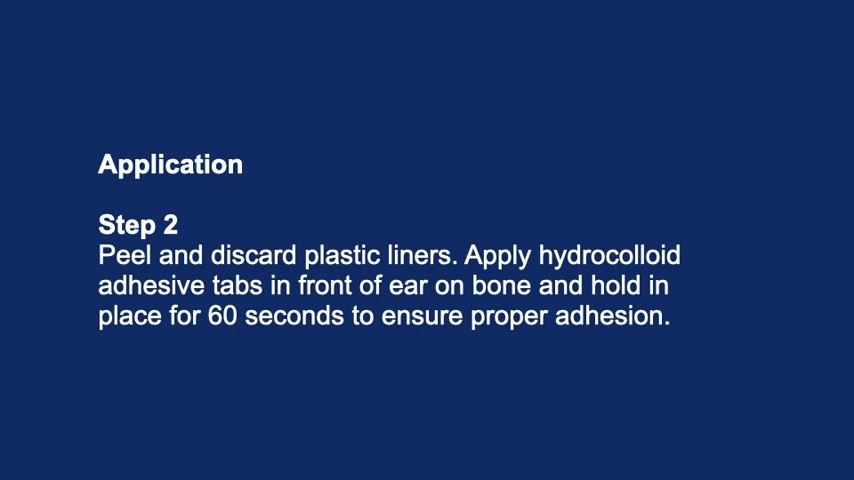 Application
Step 2
Peel and discard plastic liners. Apply hydrocolloid
adhesive tabs in front of ear on bone and hold in
place for 60 seconds to ensure proper adhesion.